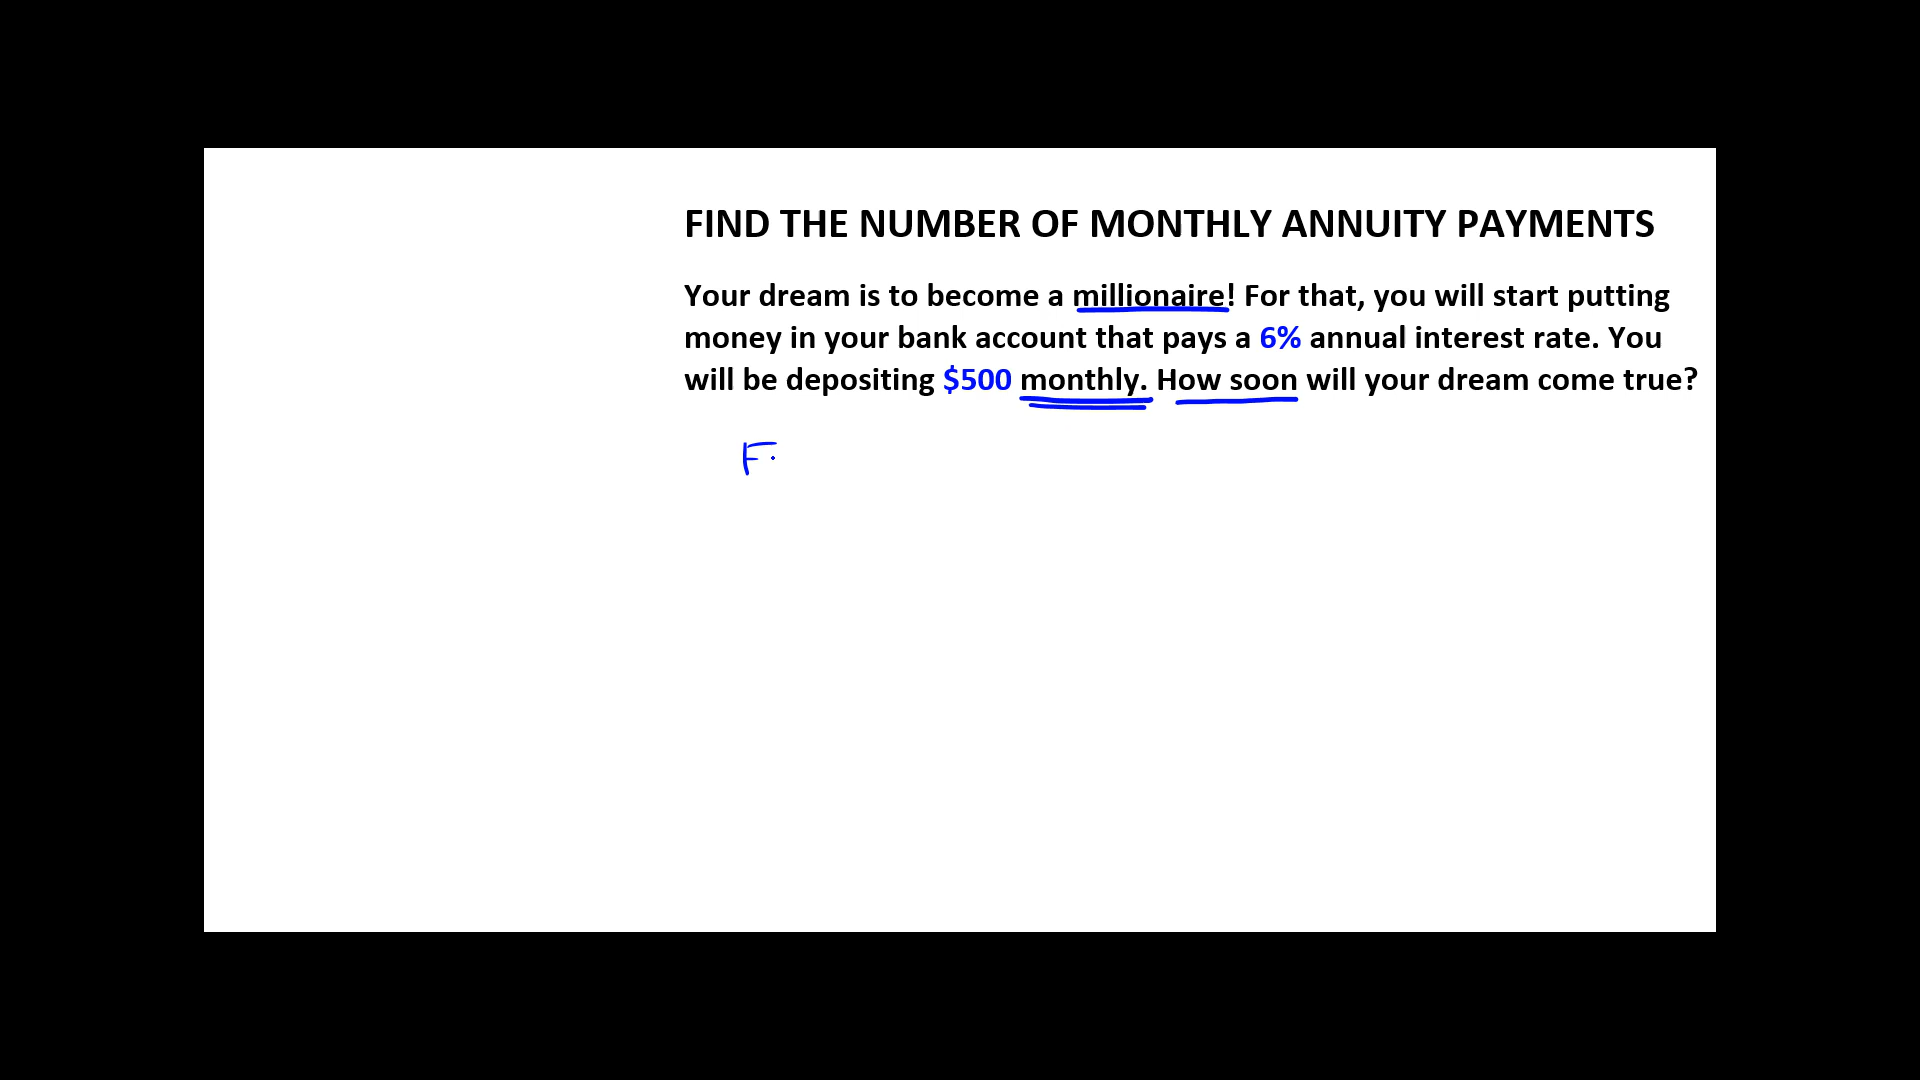 FIND THE NUMBER OF MONTHLY ANNUITY PAYMENTS
Your dream is to become a millionaire! For that, you will start putting
money in your bank account that pays a 6% annual interest rate. You
will be depositing $500 monthly. How soon will your dream come true?
F